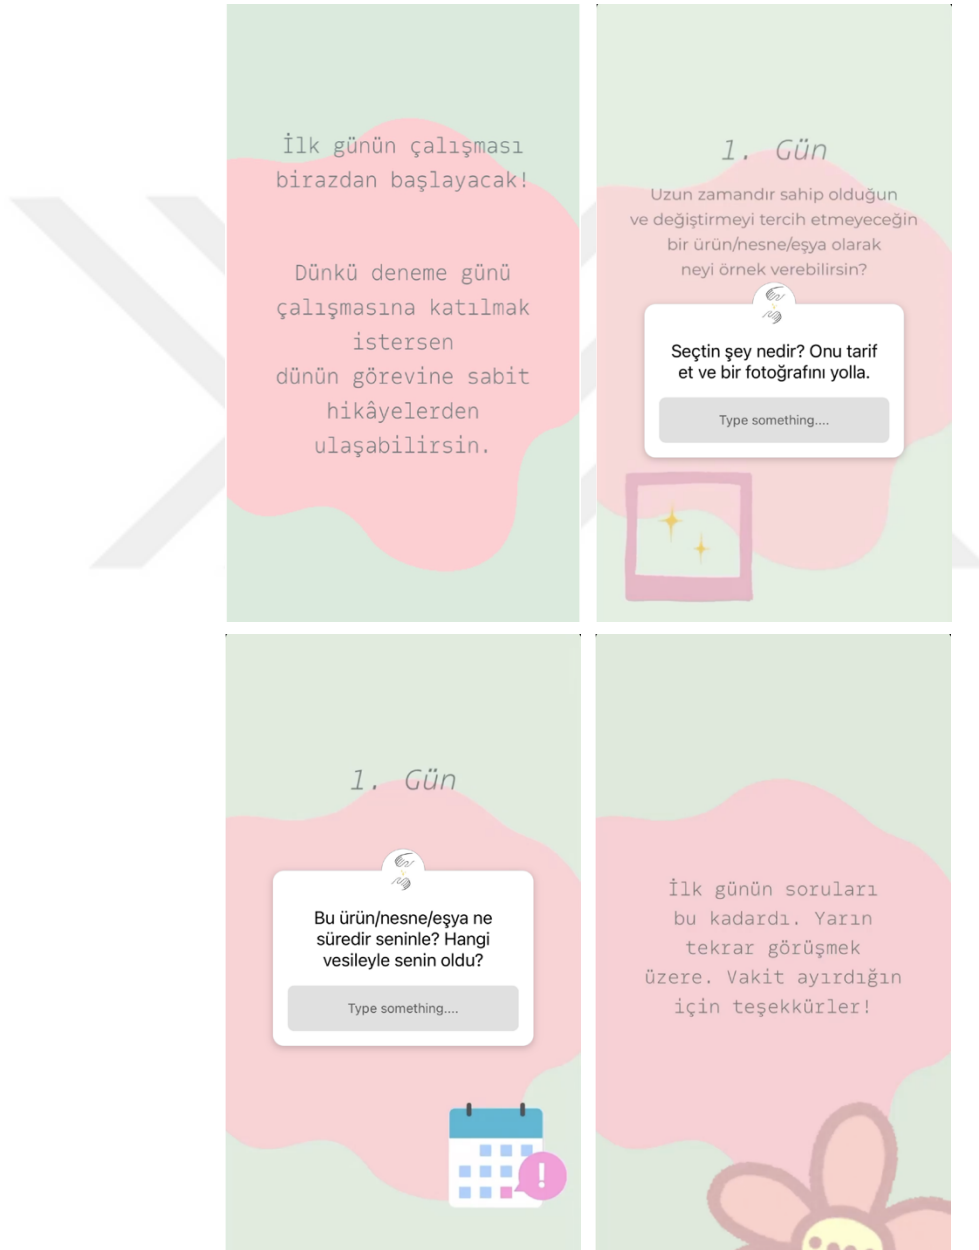 İlk günün çalışması
birazdan başlayacak!
Dünkü deneme günü
çalışmasına katılmak
istersen
dünün görevine sabit
hikâyelerden
ulaşabilirsin.
1. Gün
Uzun zamandır sahip olduğun
ve değiştirmeyi tercih etmeyeceğin
bir ürün/nesne/eşya olarak
neyi örnek verebilirsin?
Seçtin şey nedir? Onu tarif
et ve bir fotoğrafını yolla.
Type something....
1. Gün
Bu ürün/nesne/eşya ne
süredir seninle? Hangi
vesileyle senin oldu?
Type something....
İlk günün soruları
bu kadardı. Yarın
tekrar görüşmek
üzere. Vakit ayırdığın
için teşekkürler!